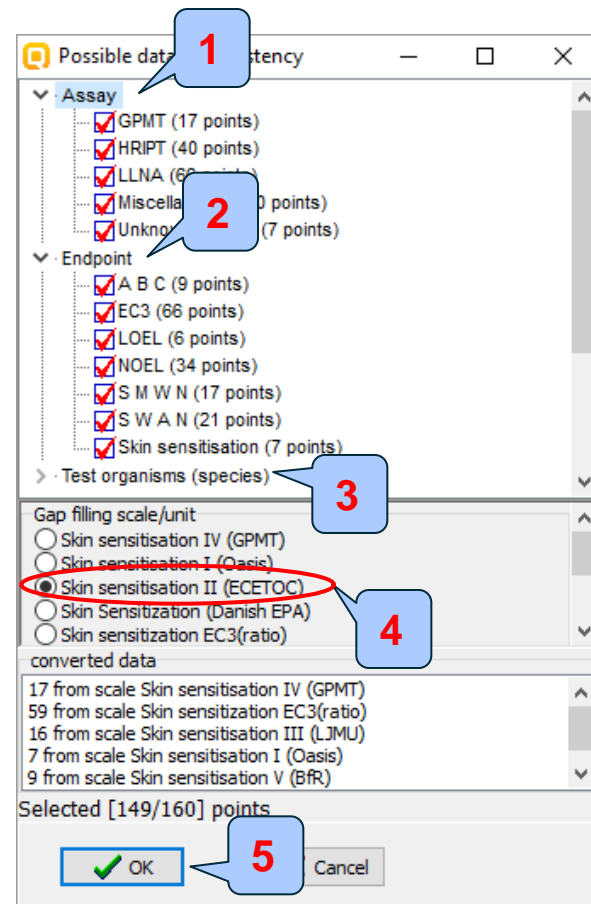 Possible data stency
1
Assay
GPMT (17 points)
HRIPT (40 points)
LLNA (6
Miscella 0 points)
2
Unkno (7 points)
Endpoint
A B C (9 points)
EC3 (66 points)
LOEL (6 points)
NOEL (34 points)
S M W N (17 points)
S W A N (21 points)
Skin sensitisation (7 points)
Test organisms (species)
3
Gap filling scale/unit
Skin sensitisation IV (GPMT)
Skin sensitisation I (Oasis)
Skin sensitisation II (ECETOC)
Skin Sensitization (Danish EPA)
4
Skin Sensitization EC3(ratio)
converted data
17 from scale Skin sensitisation IV (GPMT)
59 from scale Skin sensitization EC3(ratio)
16 from scale Skin sensitisation III (LJMU)
7 from scale Skin sensitisation I (Oasis)
9 from scale Skin sensitisation V (BfR)
Selected [149/160] points
OK
5
Cancel